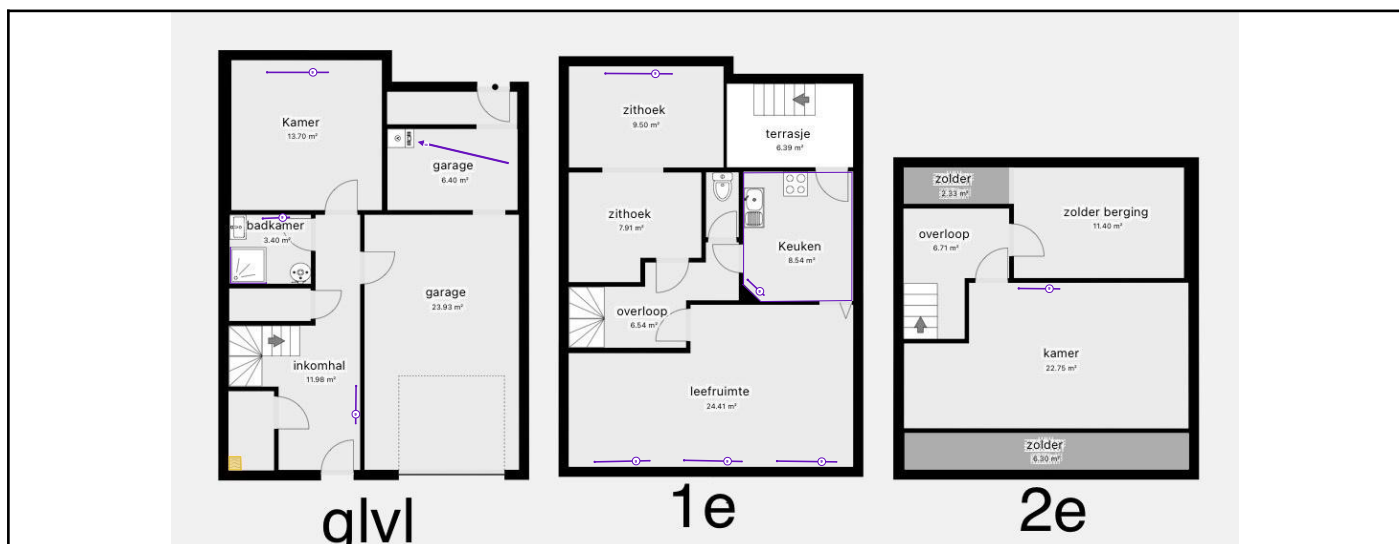 Kamer
13.70 m²
garage
6.40 m²
badkamer
3.40 m²
garage
23.93 m²
inkomhal
11.98 m²
glvl
zithoek
9.50 m²
terrasje
6.39 m²
zithoek
7.91 m²
Keuken
8.54 m²
overloop
6.54 m²
leefruimte
24.41 m²
1e
zolder
2.33 m²
zolder berging
11.40 m²
overloop
6.71 m²
kamer
22.75 m²
zolder
6.30 m²
2e